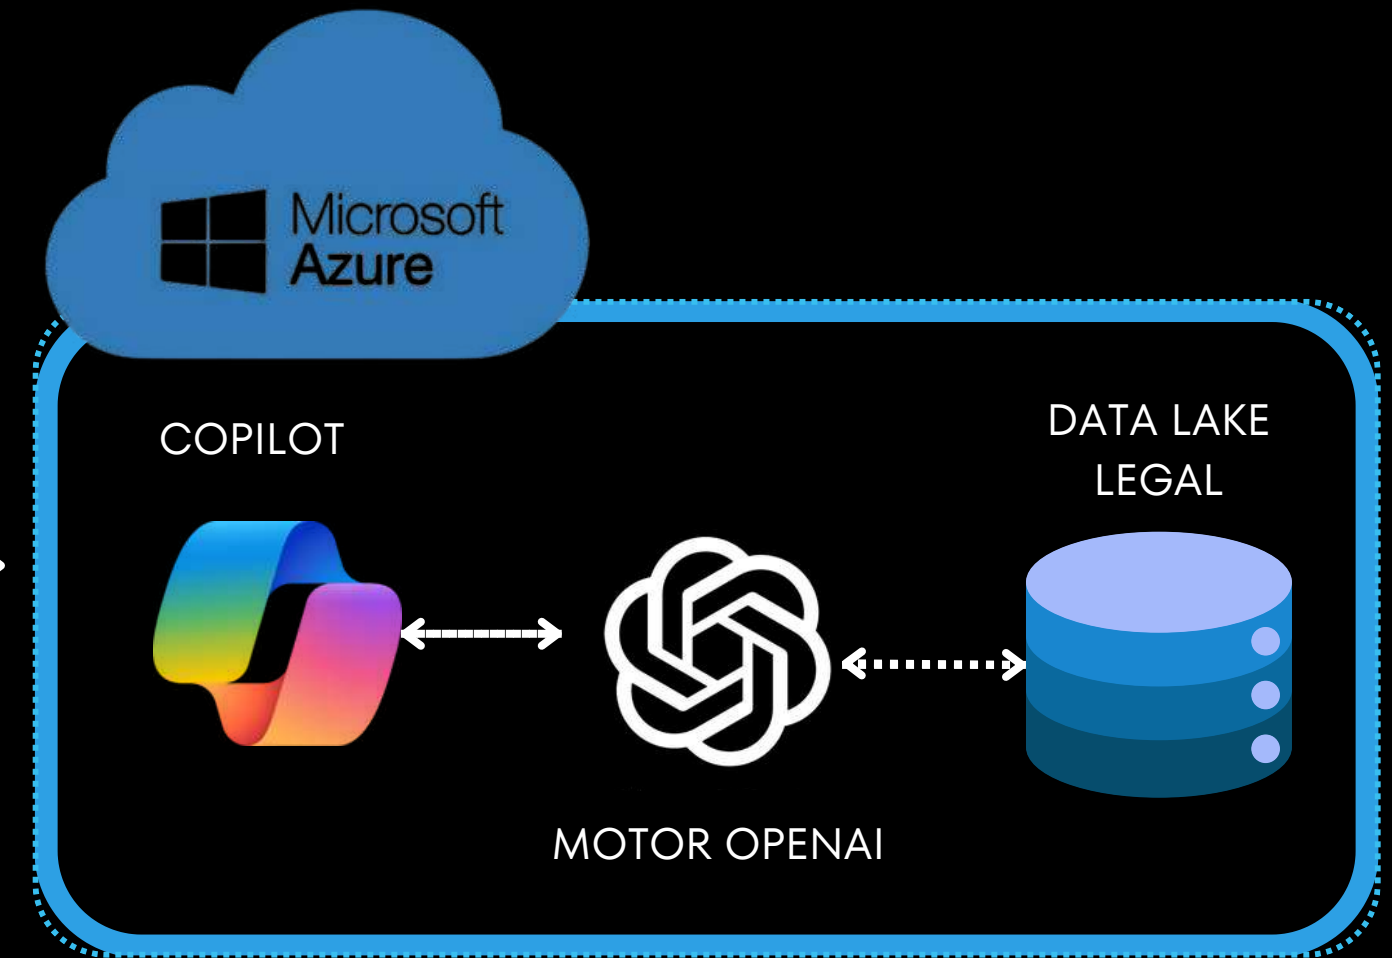 Microsoft
Azure
COPILOT
DATA LAKE
LEGAL
MOTOR OPENAI